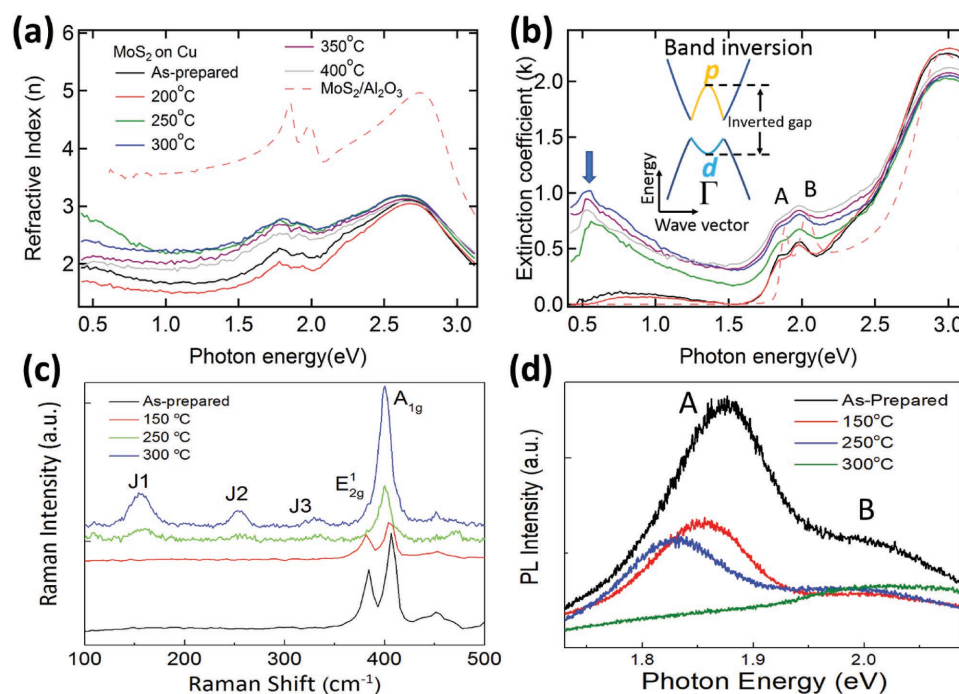 (a)
MoS₂ on Cu
As-prepared
200°C
250°C
300°C
350°C
400°C
MoS₂/Al₂O₃
Refractive Index (n)
6
5
4
3
2
0.5 1.0 1.5 2.0 2.5 3.0
Photon energy(eV)
(b)
Band inversion
p
Inverted gap
d
Γ
Energy
Wave vector
A
B
Extinction coefficient (k)
2.0
1.5
1.0
0.5
0.0
0.5 1.0 1.5 2.0 2.5 3.0
Photon energy(eV)
(c)
As-prepared
150 ºC
250 ºC
300 ºC
J1
J2
J3
E¹₂g
A₁g
Raman Intensity (a.u.)
100 200 300 400 500
Raman Shift (cm⁻¹)
(d)
A
B
As-Prepared
150°C
250°C
300°C
PL Intensity (a.u.)
1.8 1.9 2.0
Photon Energy (eV)